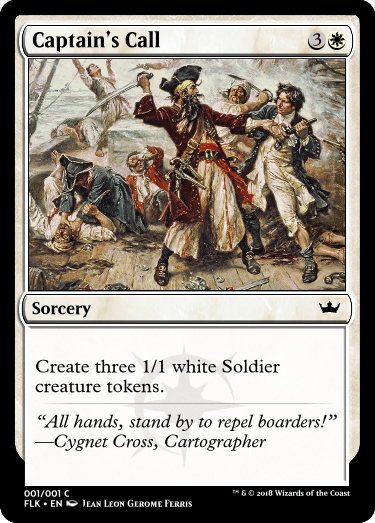 Captain's Call 3
Sorcery
Create three 1/1 white Soldier
creature tokens.
“All hands, stand by to repel boarders!”
—Cygnet Cross, Cartographer
001/001 C
™ & © 2018 Wizards of the Coast
FLK • EN Jean Leon Gerome Ferris